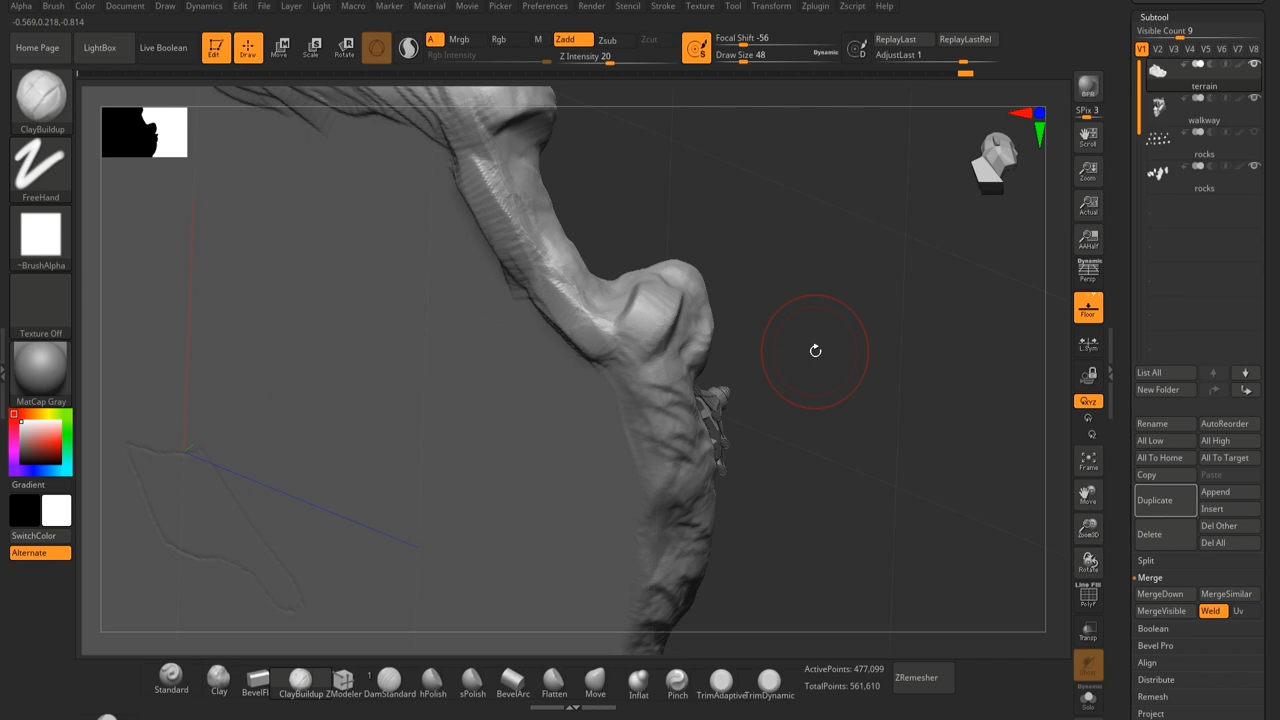 Alpha Brush Color Document Draw Dynamics Edit File Layer Light Macro Marker Material Movie Picker Preferences Render Stencil Stroke Texture Tool Transform Zplugin Zscript Help
-0.569,0.218,-0.814
Home Page LightBox Live Boolean Edit Draw Move Scale Rotate A Mrgb Rgb M Zadd Zsub Zcut
Rgb Intensity Z Intensity 20
Focal Shift -56
Draw Size 48 Dynamic
ReplayLast ReplayLastRel
AdjustLast 1
ClayBuildup
FreeHand
~BrushAlpha
Texture Off
MatCap Gray
Gradient
SwitchColor
Alternate
BPR
SPix 3
Scroll
Zoom
Actual
AAHalf
Dynamic
Persp
Floor
L.Sym
XYZ
Frame
Move
Zoom3D
Rotate
Line Fill
PolyF
Transp
Ghost
Dynamic
Solo
Subtool
Visible Count 9
V1 V2 V3 V4 V5 V6 V7 V8
terrain
walkway
rocks
rocks
List All
New Folder
Rename AutoReorder
All Low All High
All To Home All To Target
Copy Paste
Duplicate Append
Insert
Delete Del Other
Del All
Split
Merge
MergeDown MergeSimilar
MergeVisible Weld Uv
Boolean
Bevel Pro
Align
Distribute
Remesh
Project
Standard Clay BevelFl ClayBuildup ZModeler 1 DamStandard hPolish sPolish BevelArc Flatten Move Inflat Pinch TrimAdaptive TrimDynamic
ActivePoints: 477,099
TotalPoints: 561,610
ZRemesher